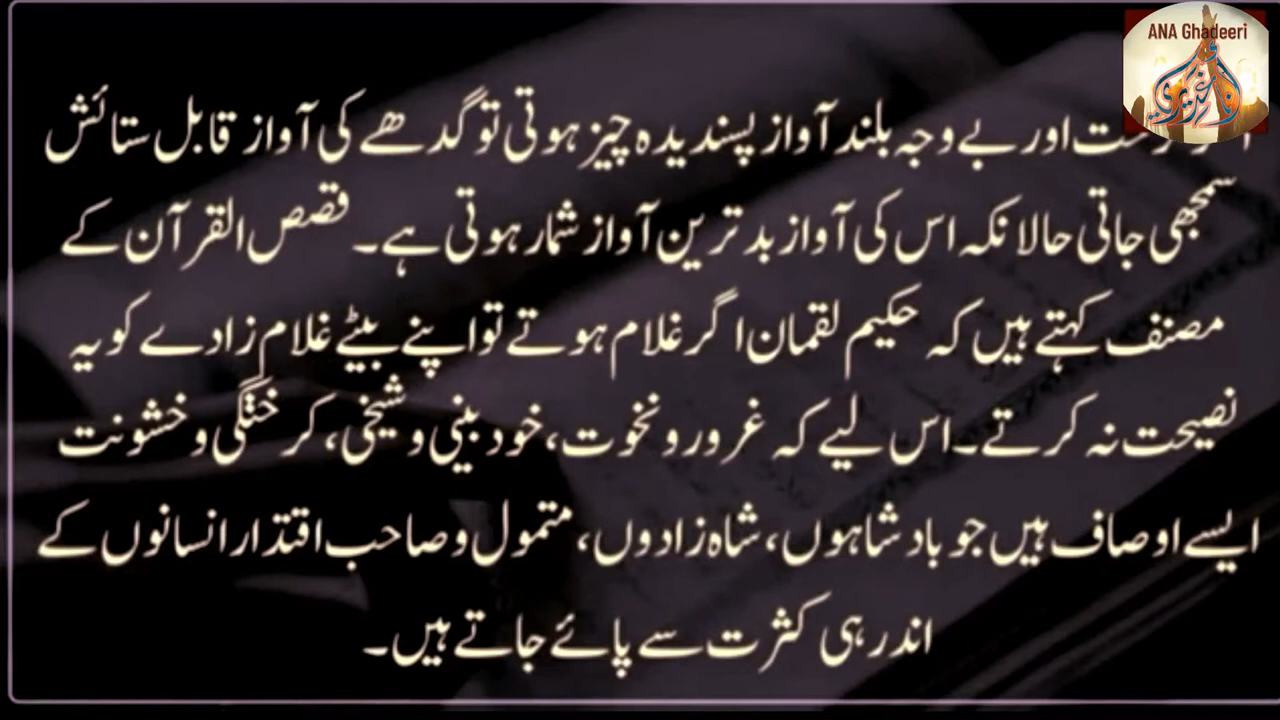 ANA Ghadeeri
اور بے وجہ بلند آواز پسندیدہ چیز ہوتی تو گدھے کی آواز قابل ستائش
سمجھی جاتی حالانکہ اس کی آواز بدترین آواز شمار ہوتی ہے۔ قصص القرآن کے
مصنف کہتے ہیں کہ حکیم لقمان اگر غلام ہوتے تو اپنے بیٹے غلام زادے کو یہ
نصیحت نہ کرتے۔ اس لیے کہ غرور و نخوت، خود بینی و شیخی، کرختگی و خشونت
ایسے اوصاف ہیں جو بادشاہوں، شاہ زادوں، متمول و صاحب اقتدار انسانوں کے
اندر ہی کثرت سے پائے جاتے ہیں۔